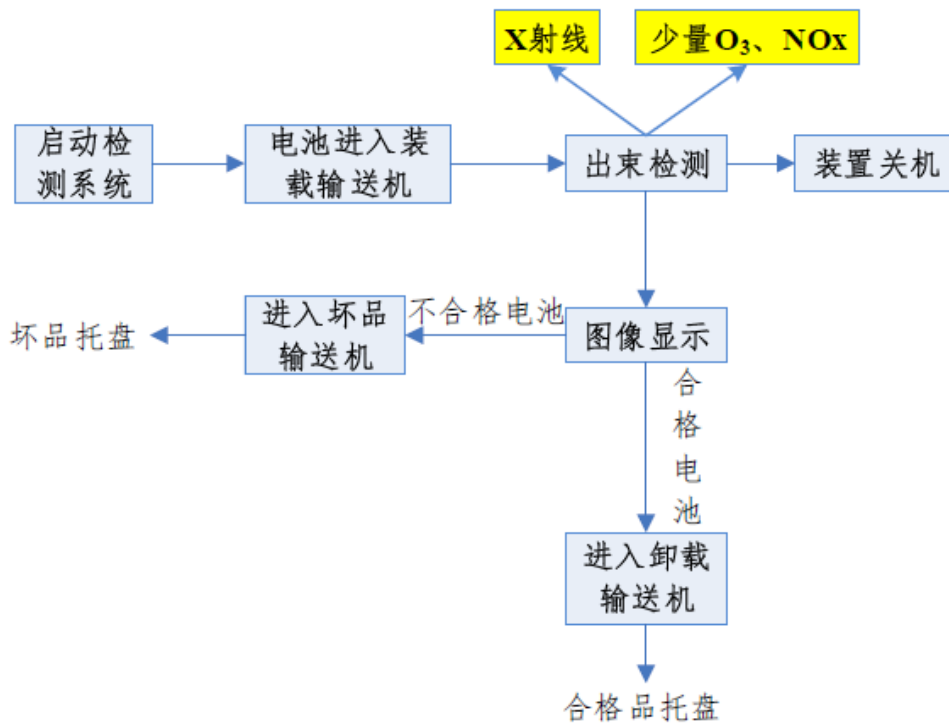 X射线
少量O₃、NOx
启动检
测系统
电池进入装
载输送机
出束检测
装置关机
坏品托盘
进入坏品
输送机
不合格电池
图像显示
合
格
电
池
进入卸载
输送机
合格品托盘